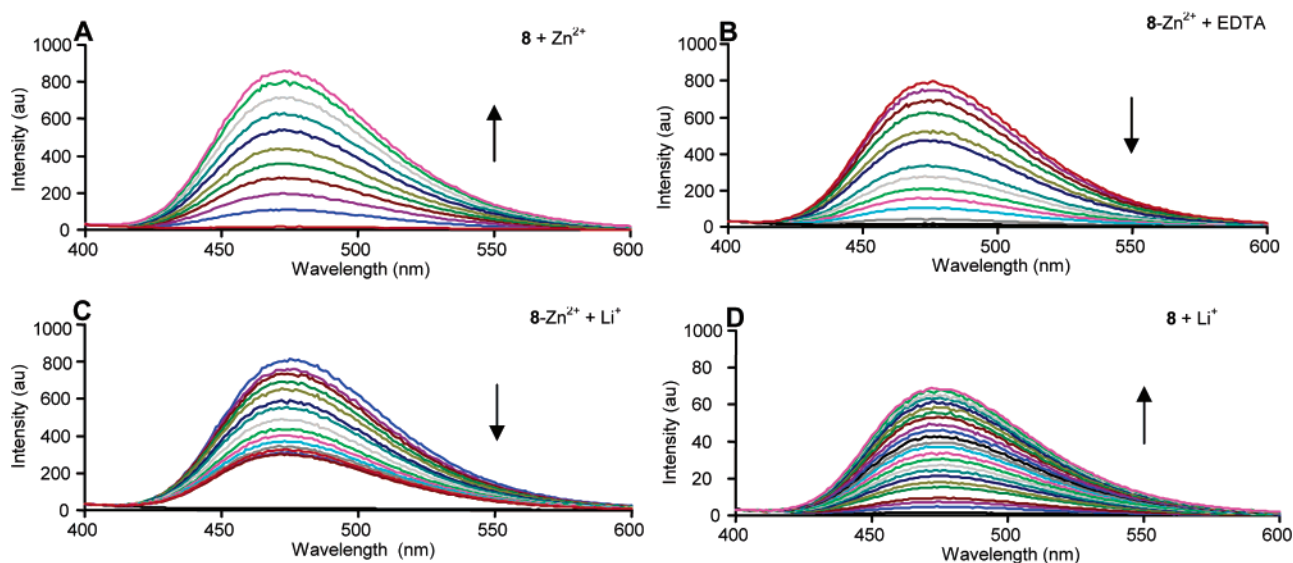 A
8 + Zn²⁺
1000
800
600
400
200
0
Intensity (au)
400 450 500 550 600
Wavelength (nm)
B
8-Zn²⁺ + EDTA
1000
800
600
400
200
0
Intensity (au)
400 450 500 550 600
Wavelength (nm)
C
8-Zn²⁺ + Li⁺
1000
800
600
400
200
0
Intensity (au)
400 450 500 550 600
Wavelength (nm)
D
8 + Li⁺
1000
80
60
40
20
0
Intensity (au)
400 450 500 550 600
Wavelength (nm)